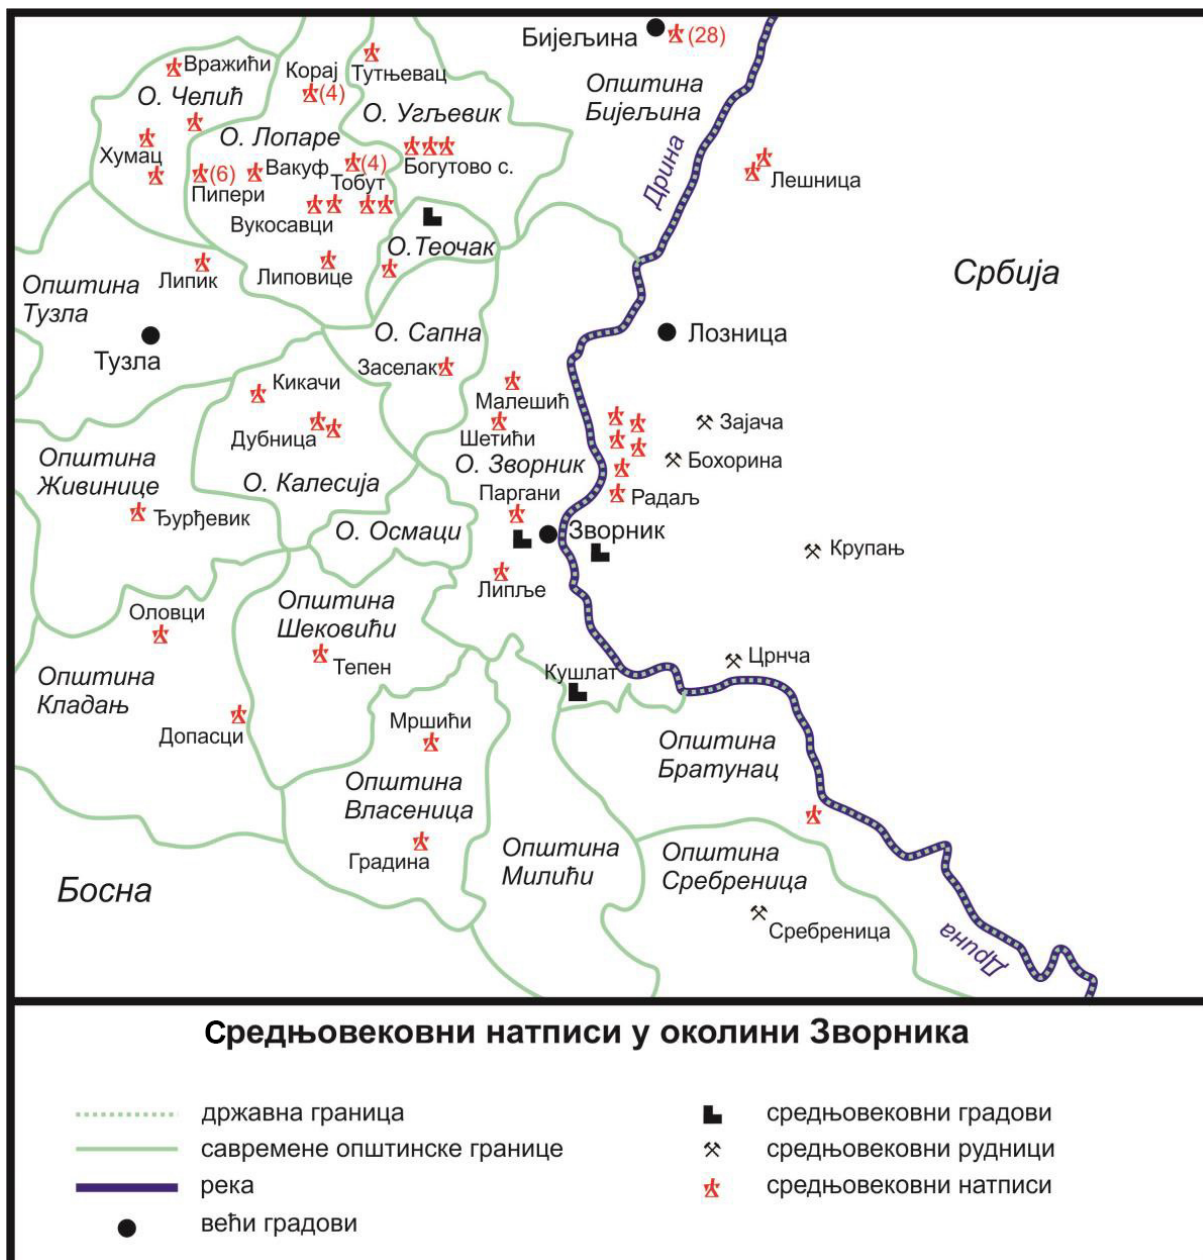 Бијељина
(28)
Вражићи
Корај
(4)
Тутњевац
О. Челић
О. Угљевик
Општина
Бијељина
О. Лопаре
Дрина
Хумац
(6)
Пипери
Вакуф
(4)
Тобут
Богутово с.
Лешница
Вукосавци
О.Теочак
Липик
Липовице
Општина
Тузла
Србија
Тузла
О. Сапна
Лозница
Заселак
Кикачи
Малешић
Дубница
Шетићи
Зајача
Општина
Живинице
О. Зворник
Бохорина
О. Калесија
Паргани
Радаљ
Ђурђевик
О. Осмаци
Зворник
Крупањ
Липље
Оловци
Општина
Шековићи
Тепен
Кушлат
Црнча
Општина
Кладањ
Допасци
Мршићи
Општина
Братунац
Општина
Власеница
Градина
Општина
Милићи
Општина
Сребреница
Босна
Сребреница
Дрина
Средњовековни натписи у околини Зворника
државна граница
средњовековни градови
савремене општинске границе
средњовековни рудници
река
средњовековни натписи
већи градови